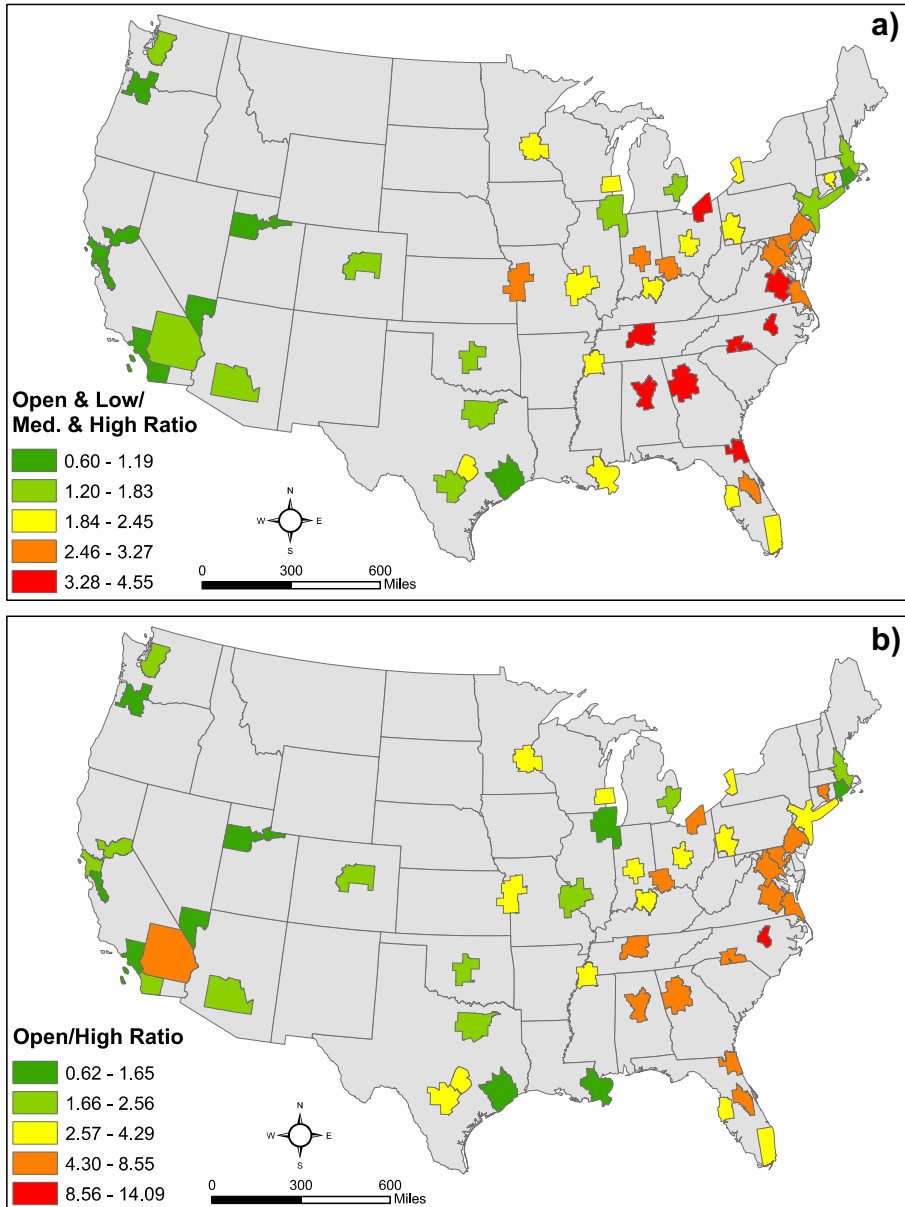 a)
Open & Low/
Med. & High Ratio
0.60 - 1.19
1.20 - 1.83
1.84 - 2.45
2.46 - 3.27
3.28 - 4.55
N
W E
S
0 300 600
Miles
b)
Open/High Ratio
0.62 - 1.65
1.66 - 2.56
2.57 - 4.29
4.30 - 8.55
8.56 - 14.09
N
W E
S
0 300 600
Miles